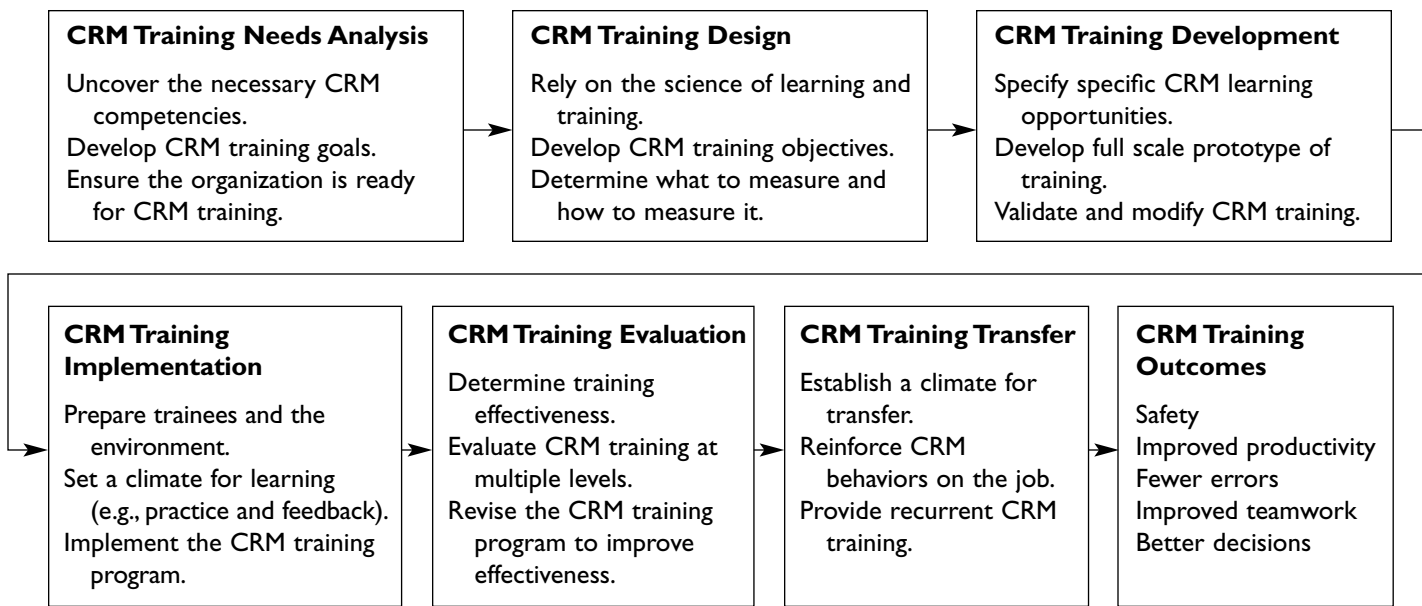 CRM Training Needs Analysis
Uncover the necessary CRM
competencies.
Develop CRM training goals.
Ensure the organization is ready
for CRM training.
CRM Training Design
Rely on the science of learning and
training.
Develop CRM training objectives.
Determine what to measure and
how to measure it.
CRM Training Development
Specify specific CRM learning
opportunities.
Develop full scale prototype of
training.
Validate and modify CRM training.
CRM Training
Implementation
Prepare trainees and the
environment.
Set a climate for learning
(e.g., practice and feedback).
Implement the CRM training
program.
CRM Training Evaluation
Determine training
effectiveness.
Evaluate CRM training at
multiple levels.
Revise the CRM training
program to improve
effectiveness.
CRM Training Transfer
Establish a climate for
transfer.
Reinforce CRM
behaviors on the job.
Provide recurrent CRM
training.
CRM Training
Outcomes
Safety
Improved productivity
Fewer errors
Improved teamwork
Better decisions